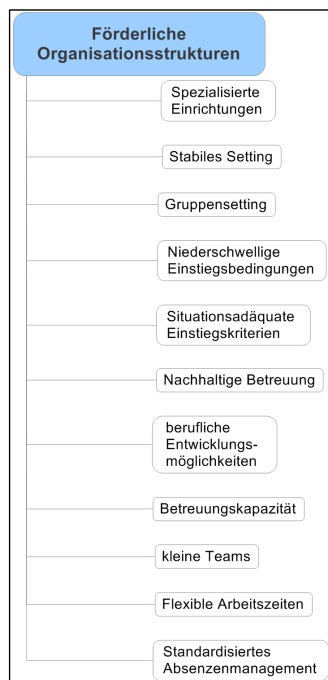 Förderliche
Organisationsstrukturen
Spezialisierte
Einrichtungen
Stabiles Setting
Gruppensetting
Niederschwellige
Einstiegsbedingungen
Situationsadäquate
Einstiegskriterien
Nachhaltige Betreuung
berufliche
Entwicklungs-
möglichkeiten
Betreuungskapazität
kleine Teams
Flexible Arbeitszeiten
Standardisiertes
Absenzenmanagement